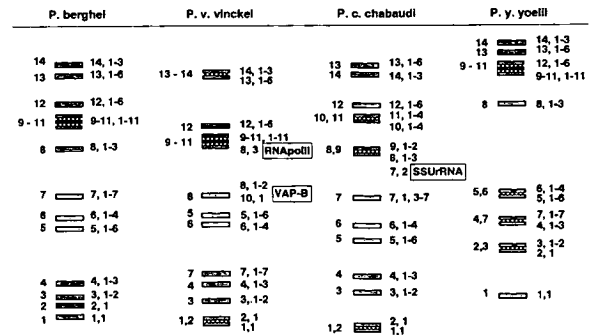 P. berghei
14 14, 1-3
13 13, 1-6
12 12, 1-6
9 - 11 9-11, 1-11
8 8, 1-3
7 7, 1-7
6 6, 1-4
5 5, 1-6
4 4, 1-3
3 3, 1-2
2 2, 1
1 1,1
P. v. vinckei
13 - 14 14, 1-3
13, 1-6
12 12, 1-6
9 - 11 9-11, 1-11
8, 3 RNApolII
8, 1-2
8 10, 1 VAP-B
5 5, 1-6
6 6, 1-4
7 7, 1-7
4 4, 1-3
3 3, 1-2
1,2 2, 1
1,1
P. c. chabaudi
13 13, 1-6
14 14, 1-3
12 12, 1-6
10, 11 11, 1-4
10, 1-4
8,9 9, 1-2
8, 1-3
7, 2 SSUrRNA
7 7, 1, 3-7
6 6, 1-4
5 5, 1-6
4 4, 1-3
3 3, 1-2
1,2 2, 1
1,1
P. y. yoelii
14 14, 1-3
13 13, 1-6
9 - 11 12, 1-6
9-11, 1-11
8 8, 1-3
5,6 6, 1-4
5, 1-6
4,7 7, 1-7
4, 1-3
2,3 3, 1-2
2, 1
1 1,1